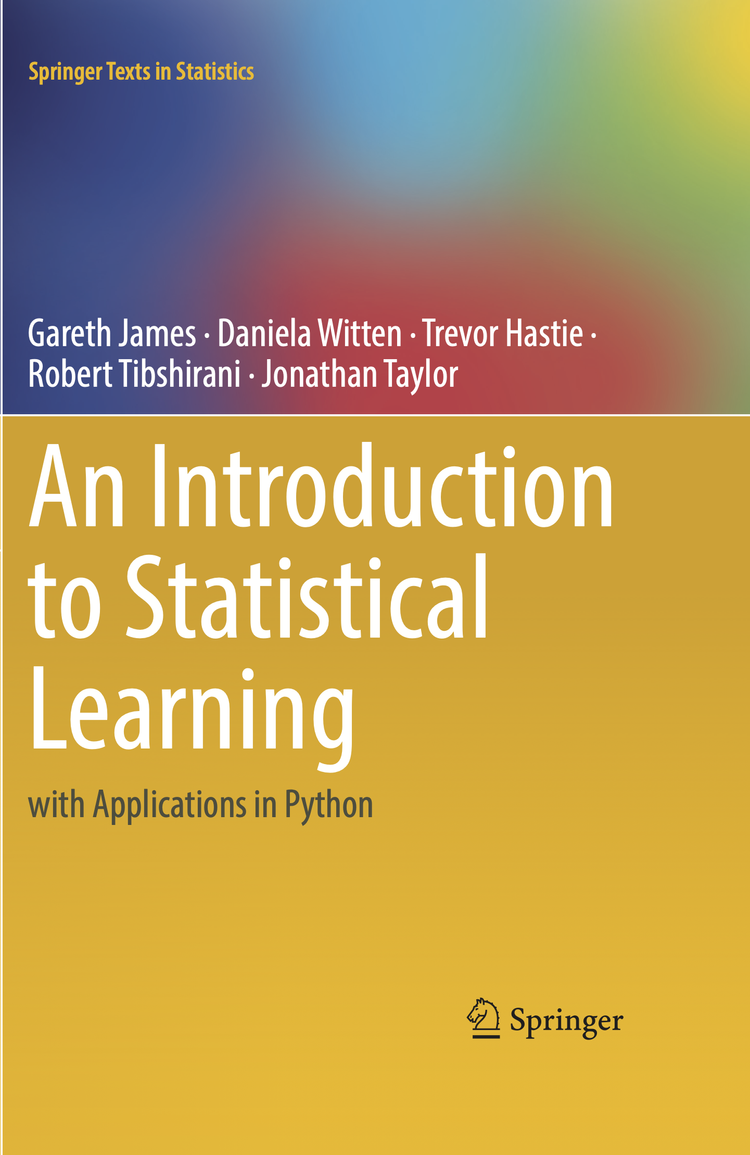 Springer Texts in Statistics
Gareth James · Daniela Witten · Trevor Hastie ·
Robert Tibshirani · Jonathan Taylor
An Introduction
to Statistical
Learning
with Applications in Python
Springer